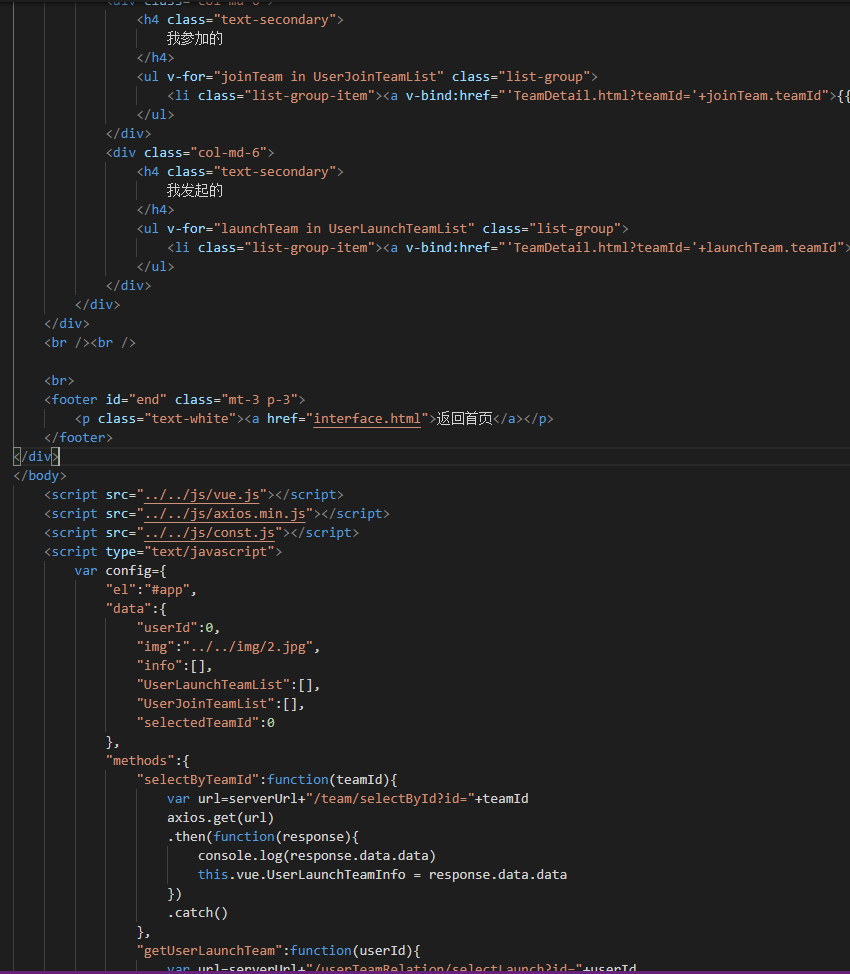 <div class="col-md-6">
<h4 class="text-secondary">
我参加的
</h4>
<ul v-for="joinTeam in UserJoinTeamList" class="list-group">
<li class="list-group-item"><a v-bind:href="'TeamDetail.html?teamId='+joinTeam.teamId">{{
</ul>
</div>
<div class="col-md-6">
<h4 class="text-secondary">
我发起的
</h4>
<ul v-for="launchTeam in UserLaunchTeamList" class="list-group">
<li class="list-group-item"><a v-bind:href="'TeamDetail.html?teamId='+launchTeam.teamId">
</ul>
</div>
</div>
</div>
<br /><br />
<br>
<footer id="end" class="mt-3 p-3">
<p class="text-white"><a href="interface.html">返回首页</a></p>
</footer>
</div>
</body>
<script src="../../js/vue.js"></script>
<script src="../../js/axios.min.js"></script>
<script src="../../js/const.js"></script>
<script type="text/javascript">
var config={
"el":"#app",
"data":{
"userId":0,
"img":"../../img/2.jpg",
"info":[],
"UserLaunchTeamList":[],
"UserJoinTeamList":[],
"selectedTeamId":0
},
"methods":{
"selectByTeamId":function(teamId){
var url=serverUrl+"/team/selectById?id="+teamId
axios.get(url)
.then(function(response){
console.log(response.data.data)
this.vue.UserLaunchTeamInfo = response.data.data
})
.catch()
},
"getUserLaunchTeam":function(userId){
var url=serverUrl+"/userTeamRelation/selectLaunch?id="+userId